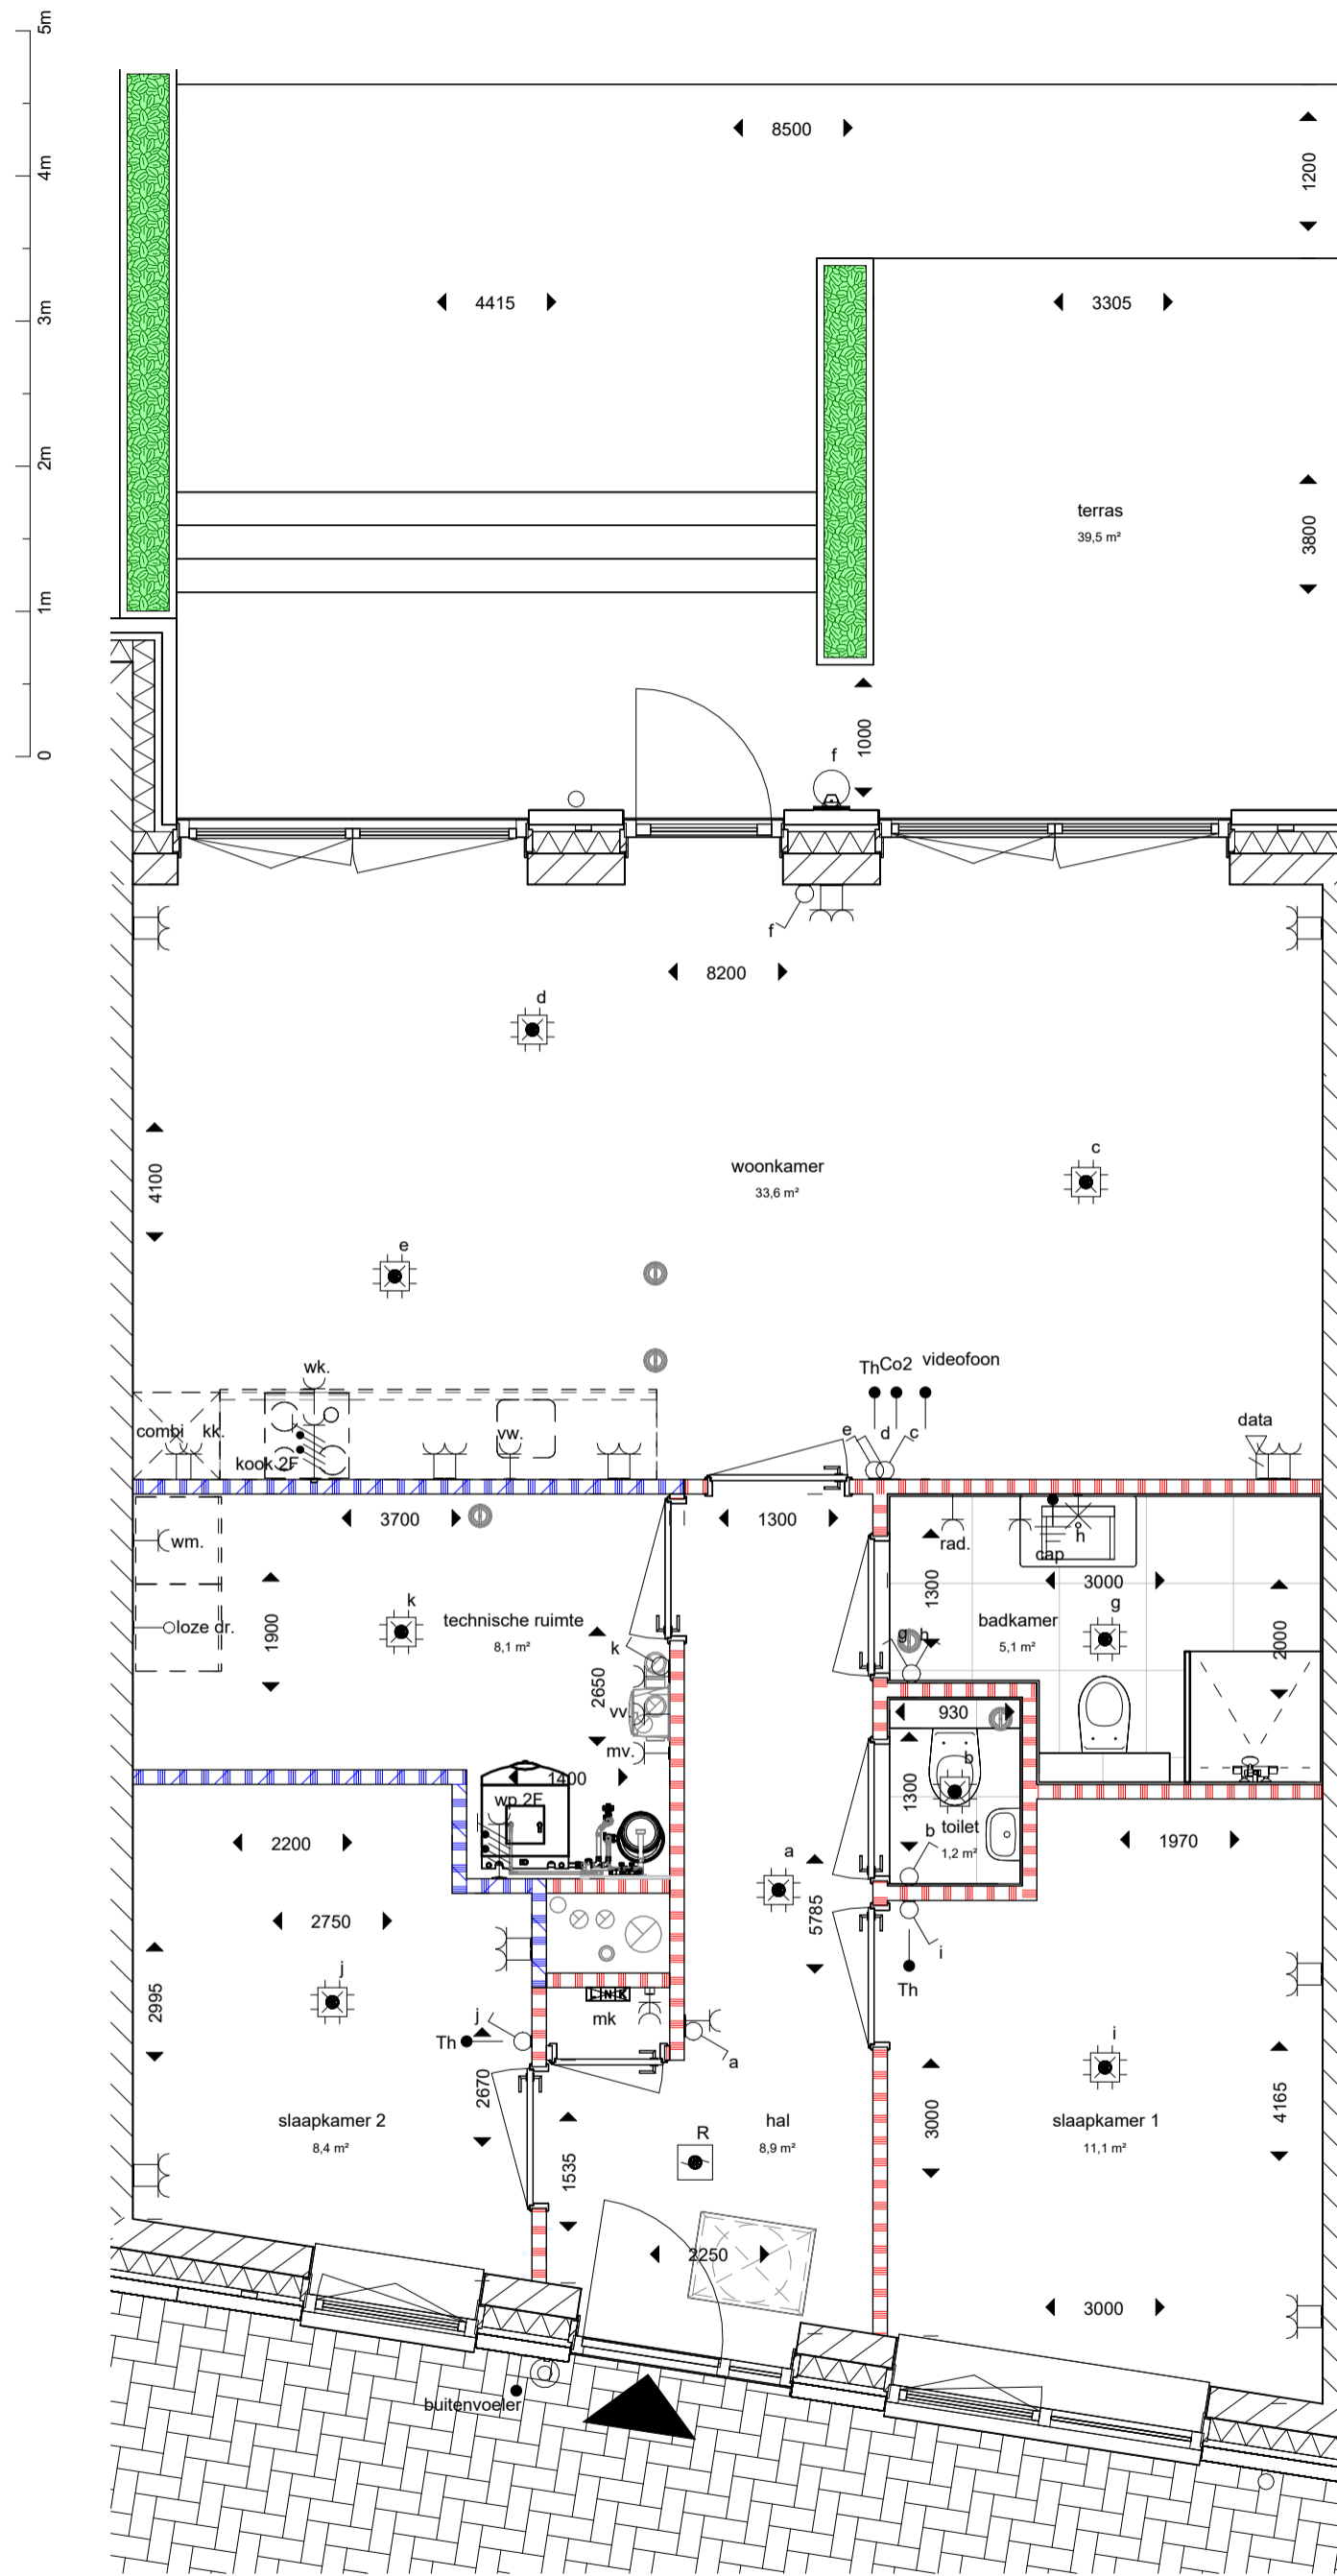 5m
4m
3m
2m
1m
0
8500
1200
4415
3305
terras
39,5 m²
3800
1000
f
f
8200
d
c
woonkamer
33,6 m²
4100
e
wk.
Th
Co2
videofoon
combi
kk.
kook 2F
vw.
e
d
c
data
3700
1300
wm.
loze dr.
1900
k
technische ruimte
8,1 m²
k
2650
vv.
mv.
1400
wp 2F
rad.
cap
h
1300
3000
badkamer
5,1 m²
g
g
h
2000
930
b
1300
b
toilet
1,2 m²
1970
2200
a
5785
2750
i
Th
j
2995
j
Th
mk
a
i
2670
slaapkamer 2
8,4 m²
hal
8,9 m²
R
1535
3000
slaapkamer 1
11,1 m²
4165
2250
3000
buitenvoeler